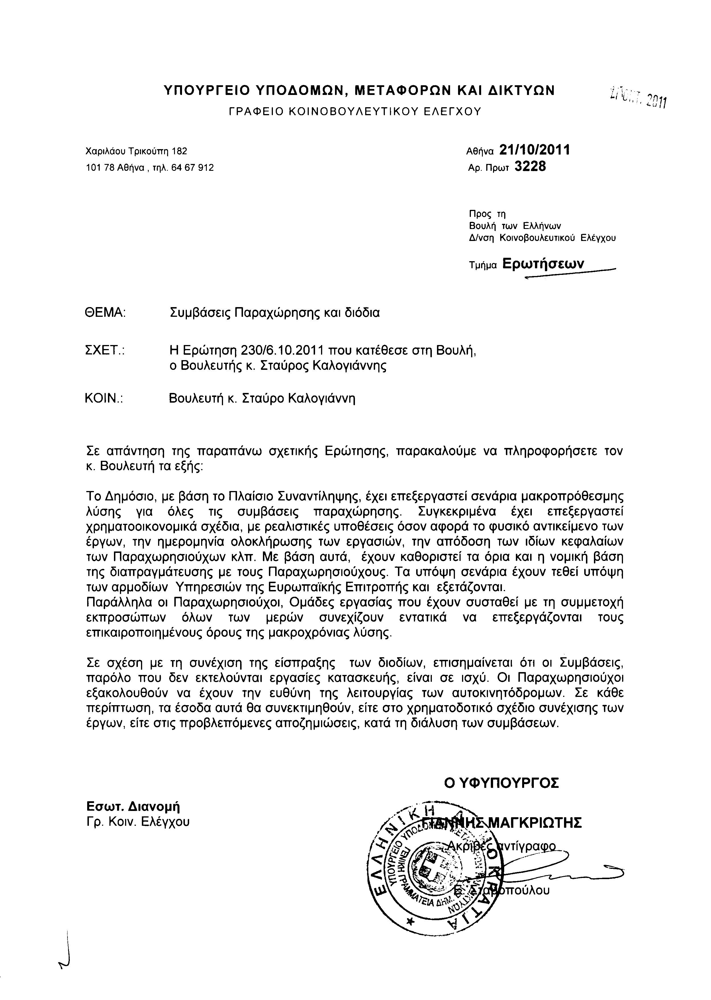 ΥΠΟΥΡΓΕΙΟ ΥΠΟΔΟΜΩΝ, ΜΕΤΑΦΟΡΩΝ ΚΑΙ ΔΙΚΤΥΩΝ
ΓΡΑΦΕΙΟ ΚΟΙΝΟΒΟΥΛΕΥΤΙΚΟΥ ΕΛΕΓΧΟΥ
2011
Χαριλάου Τρικούπη 182
101 78 Αθήνα , τηλ. 64 67 912
Αθήνα 21/10/2011
Αρ. Πρωτ 3228
Προς τη
Βουλή των Ελλήνων
Δ/νση Κοινοβουλευτικού Ελέγχου
Τμήμα Ερωτήσεων
ΘΕΜΑ: Συμβάσεις Παραχώρησης και διόδια
ΣΧΕΤ.: Η Ερώτηση 230/6.10.2011 που κατέθεσε στη Βουλή,
ο Βουλευτής κ. Σταύρος Καλογιάννης
ΚΟΙΝ.: Βουλευτή κ. Σταύρο Καλογιάννη
Σε απάντηση της παραπάνω σχετικής Ερώτησης, παρακαλούμε να πληροφορήσετε τον
κ. Βουλευτή τα εξής:
Το Δημόσιο, με βάση το Πλαίσιο Συναντίληψης, έχει επεξεργαστεί σενάρια μακροπρόθεσμης
λύσης για όλες τις συμβάσεις παραχώρησης. Συγκεκριμένα έχει επεξεργαστεί
χρηματοοικονομικά σχέδια, με ρεαλιστικές υποθέσεις όσον αφορά το φυσικό αντικείμενο των
έργων, την ημερομηνία ολοκλήρωσης των εργασιών, την απόδοση των ιδίων κεφαλαίων
των Παραχωρησιούχων κλπ. Με βάση αυτά, έχουν καθοριστεί τα όρια και η νομική βάση
της διαπραγμάτευσης με τους Παραχωρησιούχους. Τα υπόψη σενάρια έχουν τεθεί υπόψη
των αρμοδίων Υπηρεσιών της Ευρωπαϊκής Επιτροπής και εξετάζονται.
Παράλληλα οι Παραχωρησιούχοι, Ομάδες εργασίας που έχουν συσταθεί με τη συμμετοχή
εκπροσώπων όλων των μερών συνεχίζουν εντατικά να επεξεργάζονται τους
επικαιροποιημένους όρους της μακροχρόνιας λύσης.
Σε σχέση με τη συνέχιση της είσπραξης των διοδίων, επισημαίνεται ότι οι Συμβάσεις,
παρόλο που δεν εκτελούνται εργασίες κατασκευής, είναι σε ισχύ. Οι Παραχωρησιούχοι
εξακολουθούν να έχουν την ευθύνη της λειτουργίας των αυτοκινητόδρομων. Σε κάθε
περίπτωση, τα έσοδα αυτά θα συνεκτιμηθούν, είτε στο χρηματοδοτικό σχέδιο συνέχισης των
έργων, είτε στις προβλεπόμενες αποζημιώσεις, κατά τη διάλυση των συμβάσεων.
Ο ΥΦΥΠΟΥΡΓΟΣ
Εσωτ. Διανομή
Γρ. Κοιν. Ελέγχου
ΓΙΑΝΝΗΣ ΜΑΓΚΡΙΩΤΗΣ
Ακριβές αντίγραφο
ΕΛΛΗΝΙΚΗ ΔΗΜΟΚΡΑΤΙΑ
ΥΠΟΥΡΓΕΙΟ ΥΠΟΔΟΜΩΝ ΜΕΤΑΦΟΡΩΝ ΔΙΚΤΥΩΝ
ΓΕΝΙΚΗ ΓΡΑΜΜΑΤΕΙΑ ΔΗΜ.